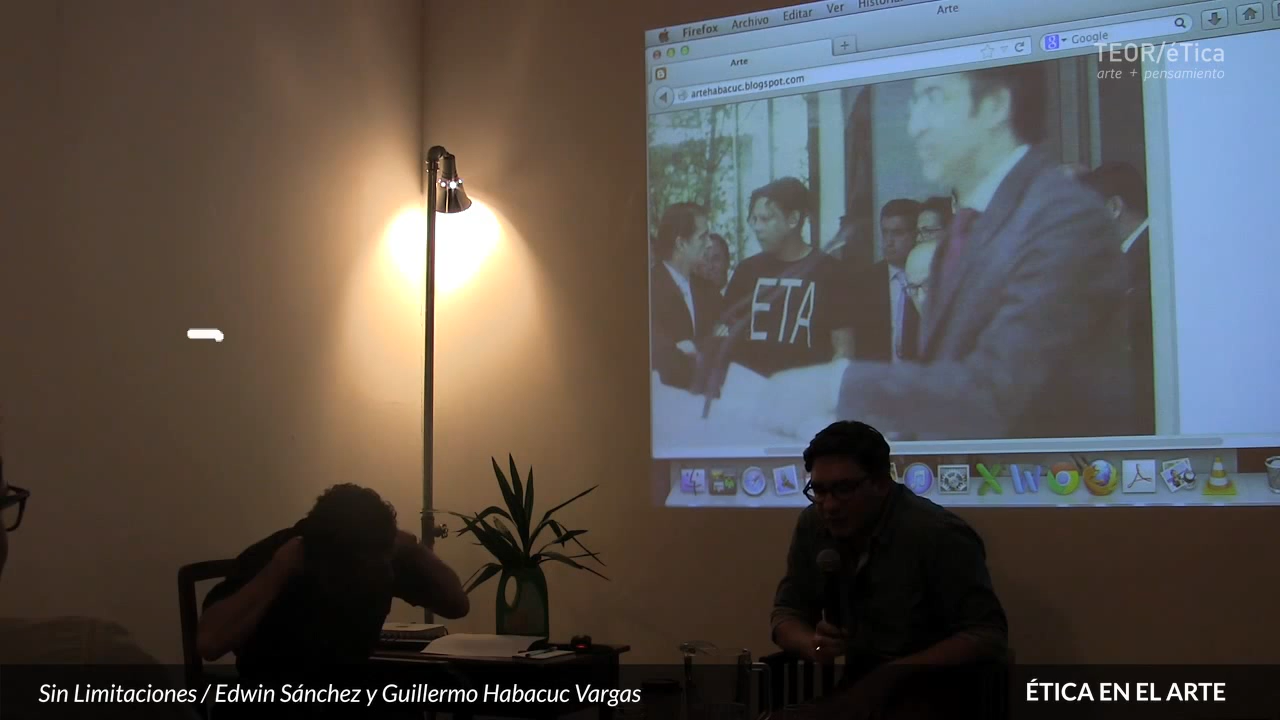 Firefox Archivo Editar Ver Historial
Arte
Arte
Google
TEOR/éTica
arte + pensamiento
artehabacuc.blogspot.com
ETA
Sin Limitaciones / Edwin Sánchez y Guillermo Habacuc Vargas
ÉTICA EN EL ARTE